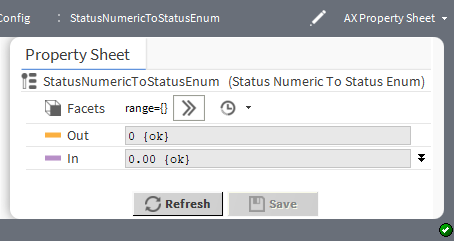 Config : StatusNumericToStatusEnum AX Property Sheet
Property Sheet
StatusNumericToStatusEnum (Status Numeric To Status Enum)
Facets range={}
Out 0 {ok}
In 0.00 {ok}
Refresh Save